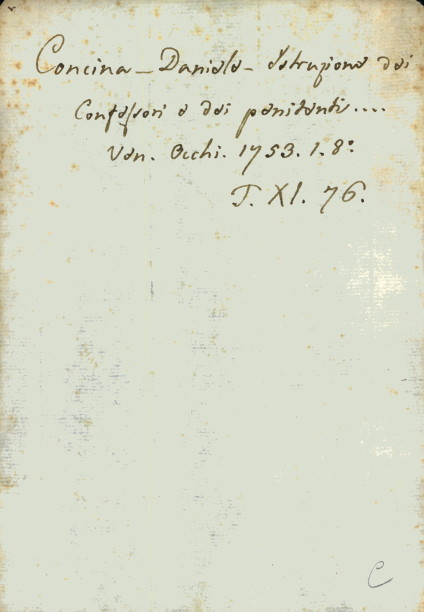 Concina - Daniele - Istruzione dei
Confessori e dei penitenti....
Ven. Occhi. 1753. 1. 8°.
T. XI. 76.
C